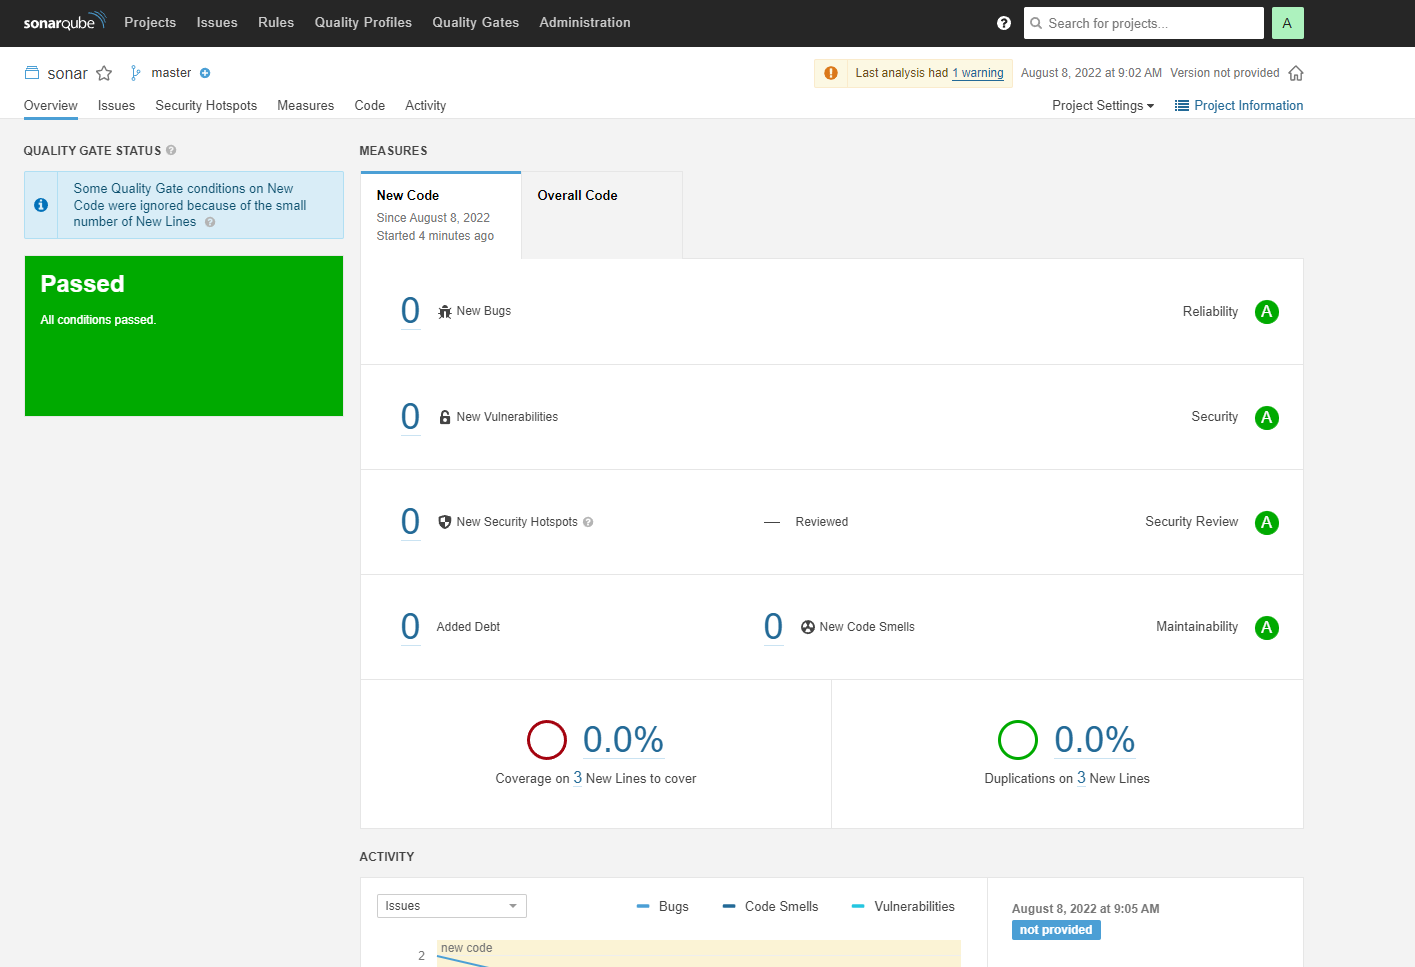 sonarqube Projects Issues Rules Quality Profiles Quality Gates Administration ? Search for projects... A
sonar master Last analysis had 1 warning August 8, 2022 at 9:02 AM Version not provided
Overview Issues Security Hotspots Measures Code Activity Project Settings Project Information
QUALITY GATE STATUS ?
Some Quality Gate conditions on New
Code were ignored because of the small
number of New Lines ?
Passed
All conditions passed.
MEASURES
New Code
Since August 8, 2022
Started 4 minutes ago
Overall Code
0 New Bugs Reliability A
0 New Vulnerabilities Security A
0 New Security Hotspots ? — Reviewed Security Review A
0 Added Debt 0 New Code Smells Maintainability A
0.0%
Coverage on 3 New Lines to cover
0.0%
Duplications on 3 New Lines
ACTIVITY
Issues Bugs Code Smells Vulnerabilities
new code
2
August 8, 2022 at 9:05 AM
not provided